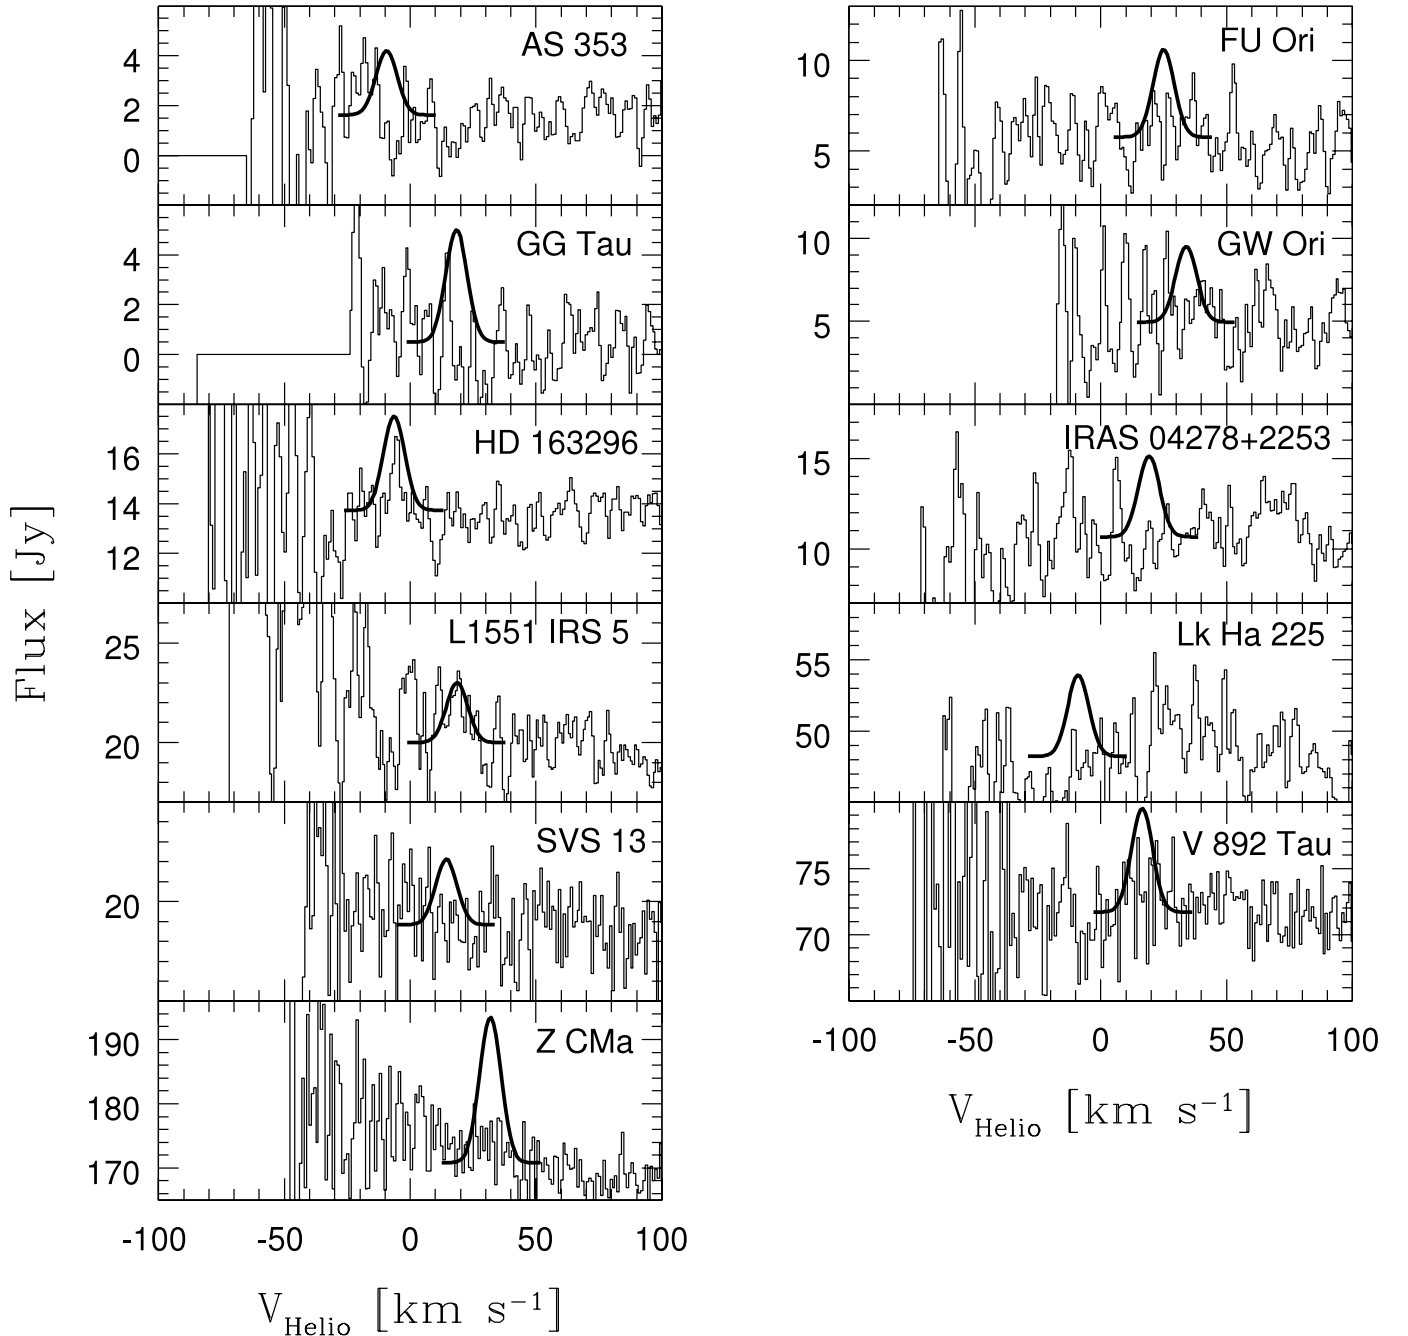 Flux [Jy]
AS 353
4
2
0
GG Tau
4
2
0
HD 163296
16
14
12
L1551 IRS 5
25
20
SVS 13
20
Z CMa
190
180
170
-100 -50 0 50 100
V_Helio [km s⁻¹]
FU Ori
10
5
GW Ori
10
5
IRAS 04278+2253
15
10
Lk Ha 225
55
50
V 892 Tau
75
70
-100 -50 0 50 100
V_Helio [km s⁻¹]